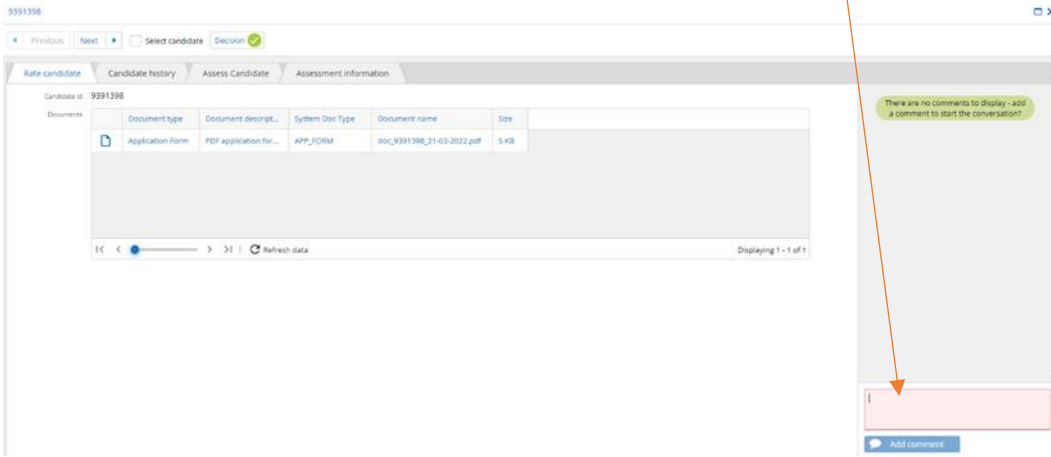 9391398
Previous Next Select candidate Decision
Rate candidate Candidate history Assess Candidate Assessment information
Candidate id 9391398
Documents
Document type Document descript... System Doc Type Document name Size
Application Form PDF application for... APP_FORM doc_9391398_21-03-2022.pdf 5 KB
Refresh data Displaying 1 - 1 of 1
There are no comments to display - add
a comment to start the conversation?
Add comment